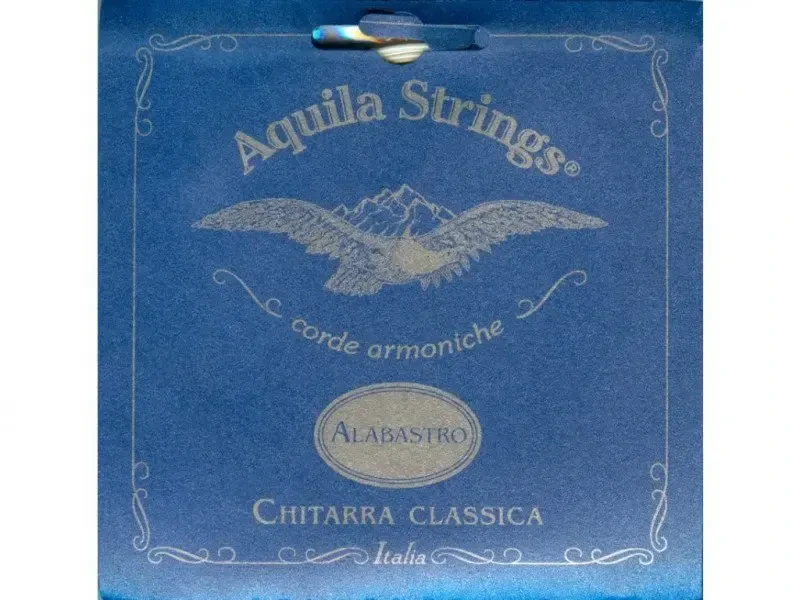 Aquila Strings®
corde armoniche
ALABASTRO
CHITARRA CLASSICA
Italia